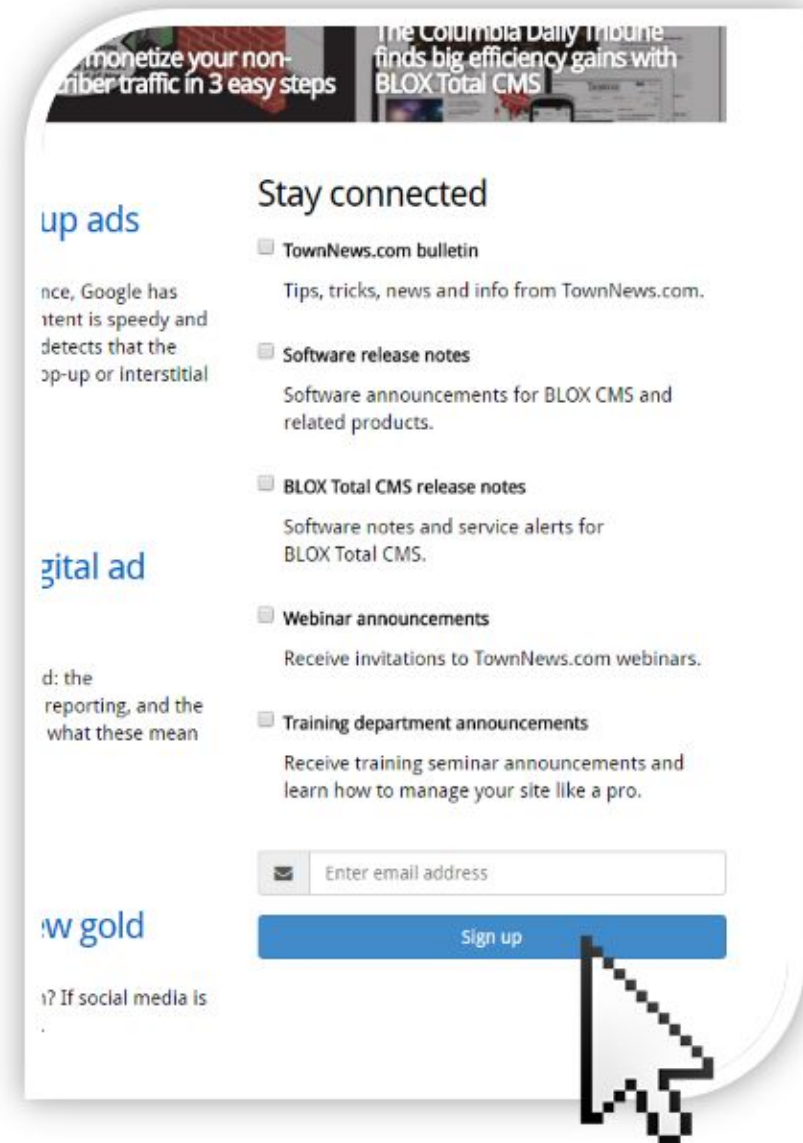 monetize your non-
traffic in 3 easy steps
The Columbia Daily Tribune
finds big efficiency gains with
BLOX Total CMS
up ads
nce, Google has
ntent is speedy and
detects that the
op-up or interstitial
gital ad
d: the
reporting, and the
what these mean
ew gold
n? If social media is
.
Stay connected
TownNews.com bulletin
Tips, tricks, news and info from TownNews.com.
Software release notes
Software announcements for BLOX CMS and
related products.
BLOX Total CMS release notes
Software notes and service alerts for
BLOX Total CMS.
Webinar announcements
Receive invitations to TownNews.com webinars.
Training department announcements
Receive training seminar announcements and
learn how to manage your site like a pro.
Enter email address
Sign up